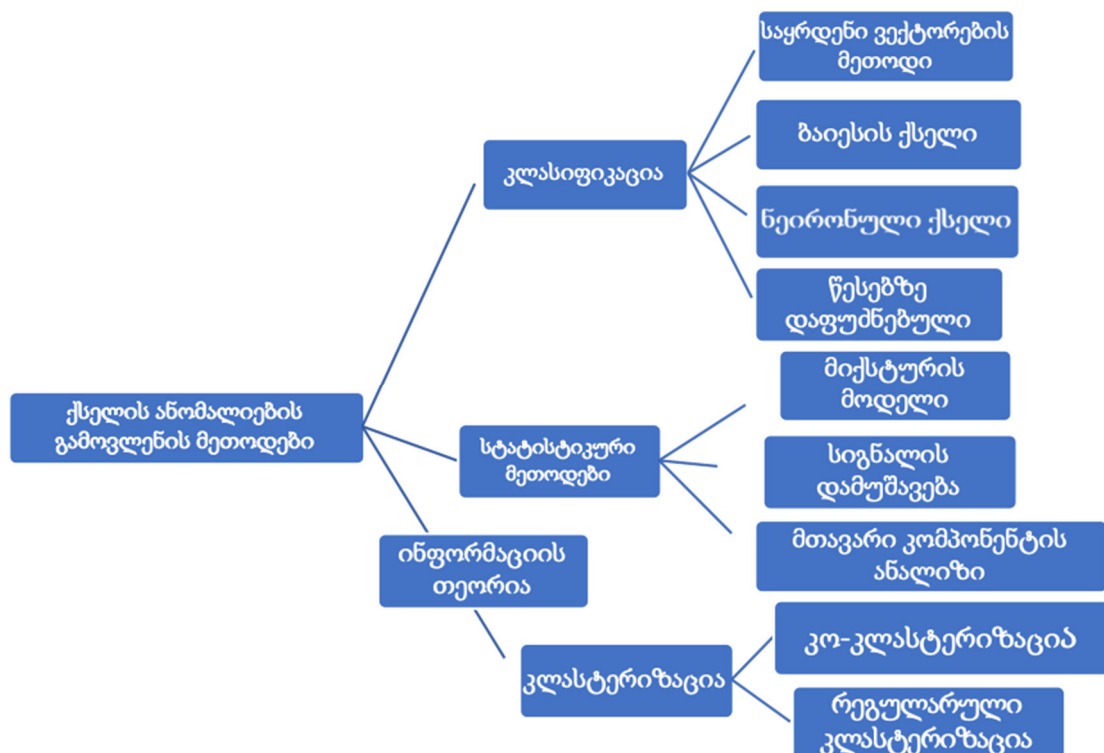 საყრდენი ვექტორების
მეთოდი
ბაიესის ქსელი
კლასიფიკაცია
ნეირონული ქსელი
წესებზე
დაფუძნებული
ქსელის ანომალიების
გამოვლენის მეთოდები
მიქსტურის
მოდელი
სტატისტიკური
მეთოდები
სიგნალის
დამუშავება
მთავარი კომპონენტის
ანალიზი
ინფორმაციის
თეორია
კლასტერიზაცია
კო-კლასტერიზაცია
რეგულარული
კლასტერიზაცია